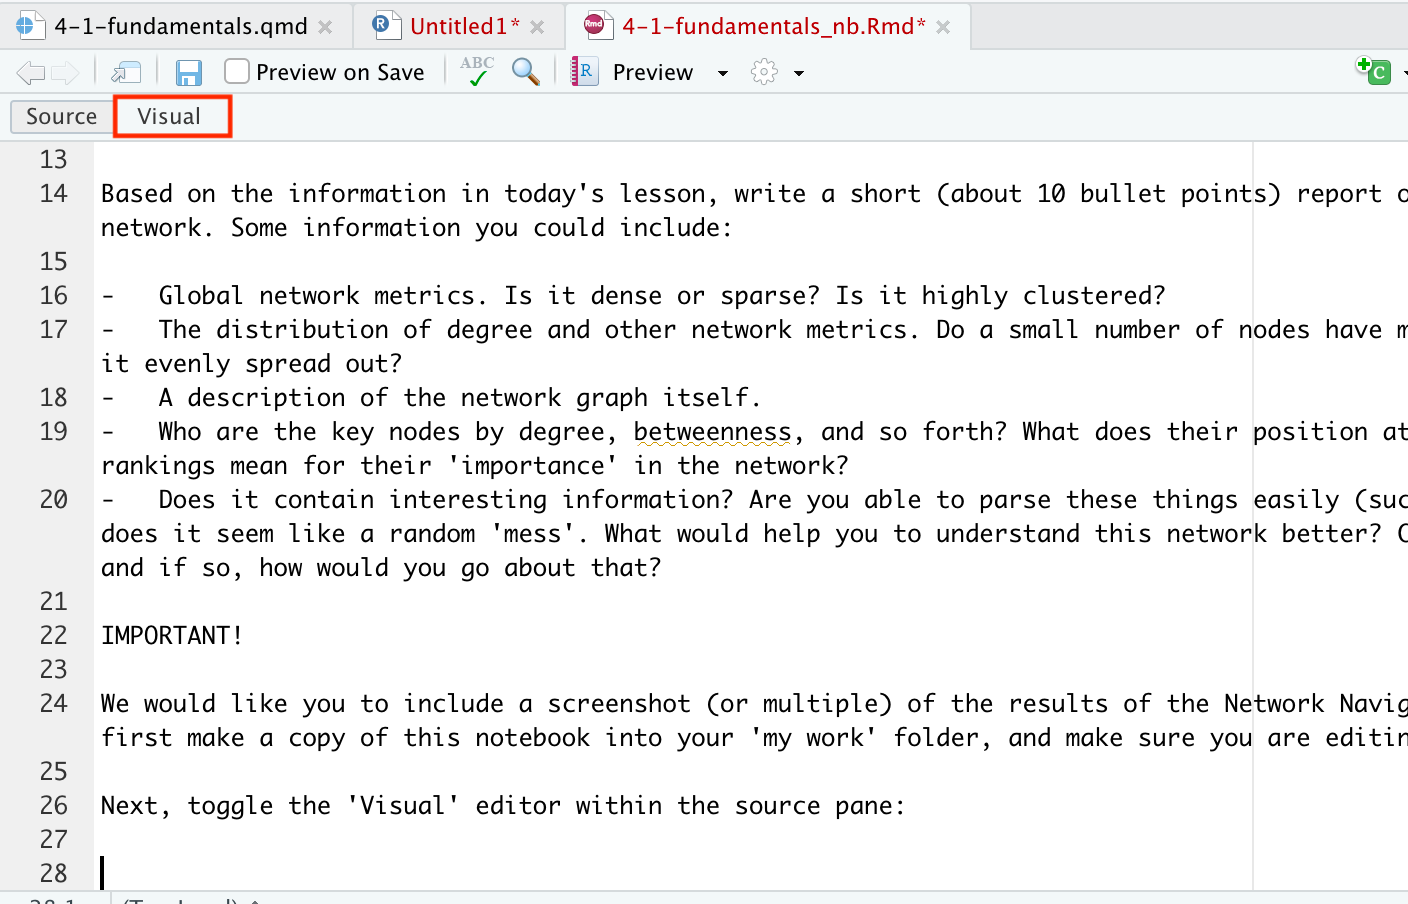 4-1-fundamentals.qmd Untitled1* 4-1-fundamentals_nb.Rmd*
Preview on Save ABC R Preview C
Source Visual
13
14 Based on the information in today's lesson, write a short (about 10 bullet points) report
network. Some information you could include:
15
16 - Global network metrics. Is it dense or sparse? Is it highly clustered?
17 - The distribution of degree and other network metrics. Do a small number of nodes have
it evenly spread out?
18 - A description of the network graph itself.
19 - Who are the key nodes by degree, betweenness, and so forth? What does their position at
rankings mean for their 'importance' in the network?
20 - Does it contain interesting information? Are you able to parse these things easily (suc
does it seem like a random 'mess'. What would help you to understand this network better?
and if so, how would you go about that?
21
22 IMPORTANT!
23
24 We would like you to include a screenshot (or multiple) of the results of the Network Navig
first make a copy of this notebook into your 'my work' folder, and make sure you are editin
25
26 Next, toggle the 'Visual' editor within the source pane:
27
28